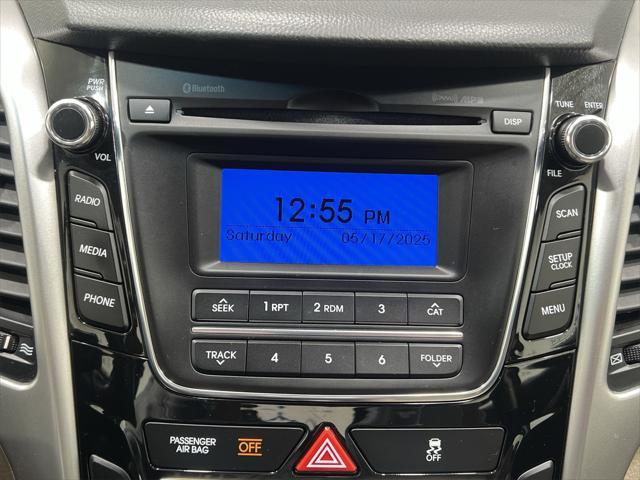 PWR
PUSH
Bluetooth
MP3
TUNE ENTER
DISP
VOL
FILE
RADIO
MEDIA
PHONE
12:55 PM
Saturday 05/17/2025
SCAN
SETUP
CLOCK
MENU
SEEK 1 RPT 2 RDM 3 CAT
TRACK 4 5 6 FOLDER
PASSENGER
AIR BAG OFF
OFF